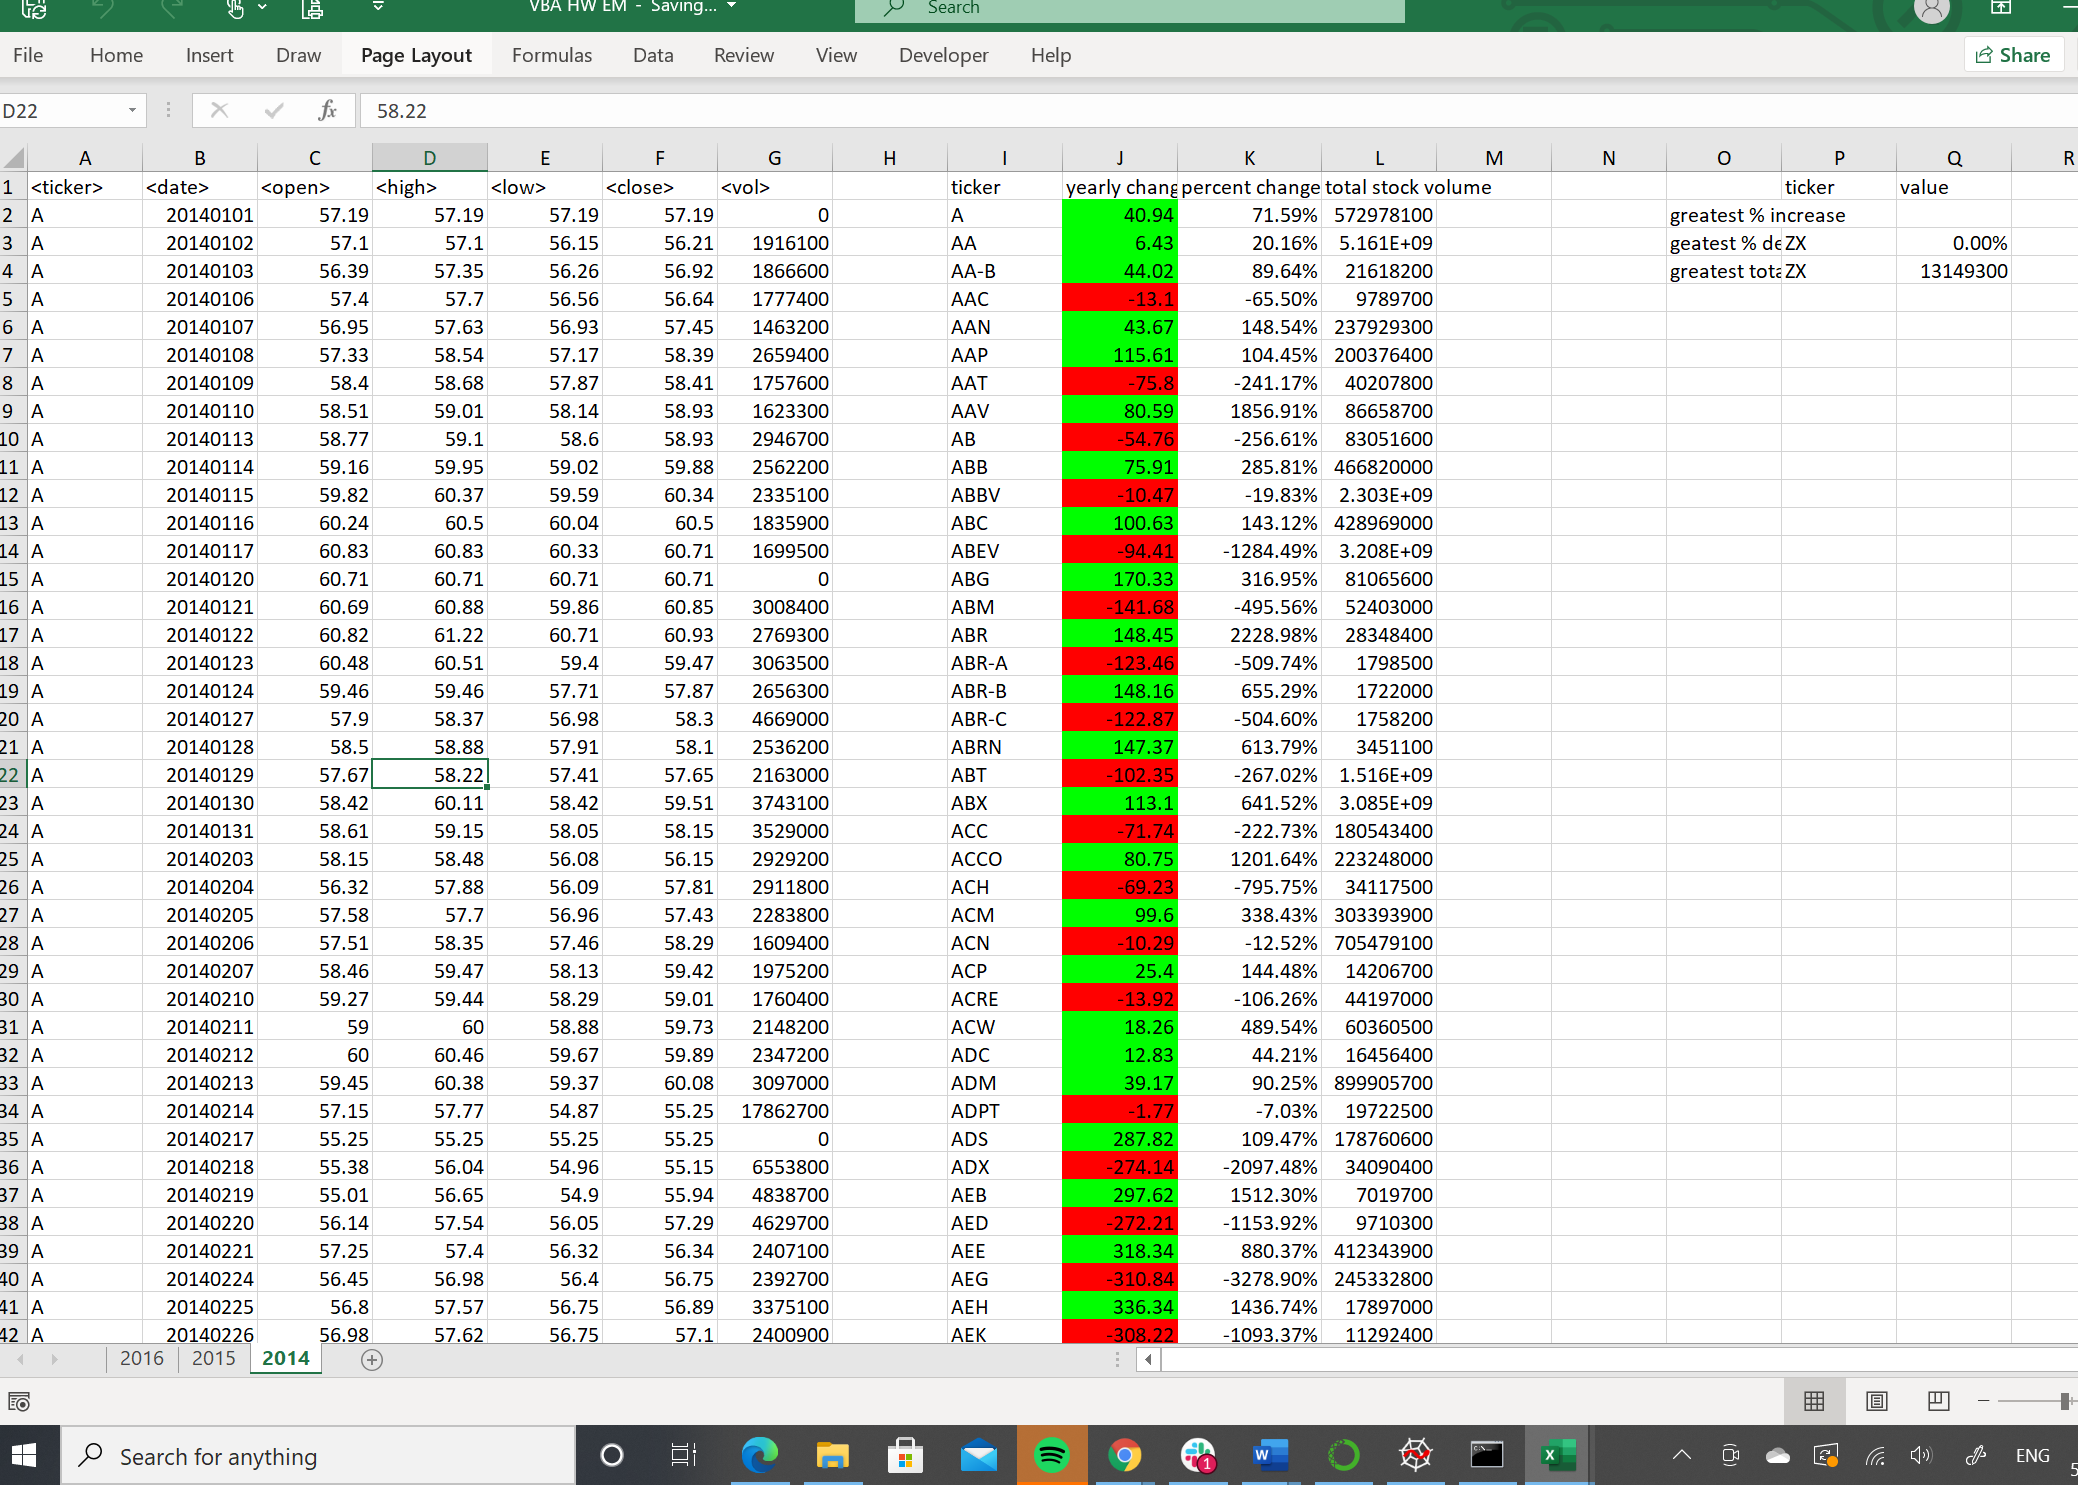 VBA HW EM - Saving...
Search
File Home Insert Draw Page Layout Formulas Data Review View Developer Help Share
D22 fx 58.22
A B C D E F G H I J K L M N O P Q R
1 <ticker> <date> <open> <high> <low> <close> <vol> ticker yearly chang percent change total stock volume ticker value
2 A 20140101 57.19 57.19 57.19 57.19 0 A 40.94 71.59% 572978100 greatest % increase
3 A 20140102 57.1 57.1 56.15 56.21 1916100 AA 6.43 20.16% 5.161E+09 geatest % de ZX 0.00%
4 A 20140103 56.39 57.35 56.26 56.92 1866600 AA-B 44.02 89.64% 21618200 greatest tota ZX 13149300
5 A 20140106 57.4 57.7 56.56 56.64 1777400 AAC -13.1 -65.50% 9789700
6 A 20140107 56.95 57.63 56.93 57.45 1463200 AAN 43.67 148.54% 237929300
7 A 20140108 57.33 58.54 57.17 58.39 2659400 AAP 115.61 104.45% 200376400
8 A 20140109 58.4 58.68 57.87 58.41 1757600 AAT -75.8 -241.17% 40207800
9 A 20140110 58.51 59.01 58.14 58.93 1623300 AAV 80.59 1856.91% 86658700
10 A 20140113 58.77 59.1 58.6 58.93 2946700 AB -54.76 -256.61% 83051600
11 A 20140114 59.16 59.95 59.02 59.88 2562200 ABB 75.91 285.81% 466820000
12 A 20140115 59.82 60.37 59.59 60.34 2335100 ABBV -10.47 -19.83% 2.303E+09
13 A 20140116 60.24 60.5 60.04 60.5 1835900 ABC 100.63 143.12% 428969000
14 A 20140117 60.83 60.83 60.33 60.71 1699500 ABEV -94.41 -1284.49% 3.208E+09
15 A 20140120 60.71 60.71 60.71 60.71 0 ABG 170.33 316.95% 81065600
16 A 20140121 60.69 60.88 59.86 60.85 3008400 ABM -141.68 -495.56% 52403000
17 A 20140122 60.82 61.22 60.71 60.93 2769300 ABR 148.45 2228.98% 28348400
18 A 20140123 60.48 60.51 59.4 59.47 3063500 ABR-A -123.46 -509.74% 1798500
19 A 20140124 59.46 59.46 57.71 57.87 2656300 ABR-B 148.16 655.29% 1722000
20 A 20140127 57.9 58.37 56.98 58.3 4669000 ABR-C -122.87 -504.60% 1758200
21 A 20140128 58.5 58.88 57.91 58.1 2536200 ABRN 147.37 613.79% 3451100
22 A 20140129 57.67 58.22 57.41 57.65 2163000 ABT -102.35 -267.02% 1.516E+09
23 A 20140130 58.42 60.11 58.42 59.51 3743100 ABX 113.1 641.52% 3.085E+09
24 A 20140131 58.61 59.15 58.05 58.15 3529000 ACC -71.74 -222.73% 180543400
25 A 20140203 58.15 58.48 56.08 56.15 2929200 ACCO 80.75 1201.64% 223248000
26 A 20140204 56.32 57.88 56.09 57.81 2911800 ACH -69.23 -795.75% 34117500
27 A 20140205 57.58 57.7 56.96 57.43 2283800 ACM 99.6 338.43% 303393900
28 A 20140206 57.51 58.35 57.46 58.29 1609400 ACN -10.29 -12.52% 705479100
29 A 20140207 58.46 59.47 58.13 59.42 1975200 ACP 25.4 144.48% 14206700
30 A 20140210 59.27 59.44 58.29 59.01 1760400 ACRE -13.92 -106.26% 44197000
31 A 20140211 59 60 58.88 59.73 2148200 ACW 18.26 489.54% 60360500
32 A 20140212 60 60.46 59.67 59.89 2347200 ADC 12.83 44.21% 16456400
33 A 20140213 59.45 60.38 59.37 60.08 3097000 ADM 39.17 90.25% 899905700
34 A 20140214 57.15 57.77 54.87 55.25 17862700 ADPT -1.77 -7.03% 19722500
35 A 20140217 55.25 55.25 55.25 55.25 0 ADS 287.82 109.47% 178760600
36 A 20140218 55.38 56.04 54.96 55.15 6553800 ADX -274.14 -2097.48% 34090400
37 A 20140219 55.01 56.65 54.9 55.94 4838700 AEB 297.62 1512.30% 7019700
38 A 20140220 56.14 57.54 56.05 57.29 4629700 AED -272.21 -1153.92% 9710300
39 A 20140221 57.25 57.4 56.32 56.34 2407100 AEE 318.34 880.37% 412343900
40 A 20140224 56.45 56.98 56.4 56.75 2392700 AEG -310.84 -3278.90% 245332800
41 A 20140225 56.8 57.57 56.75 56.89 3375100 AEH 336.34 1436.74% 17897000
42 A 20140226 56.98 57.62 56.75 57.1 2400900 AEK -308.22 -1093.37% 11292400
2016 2015 2014
Search for anything 1 W X ENG 5